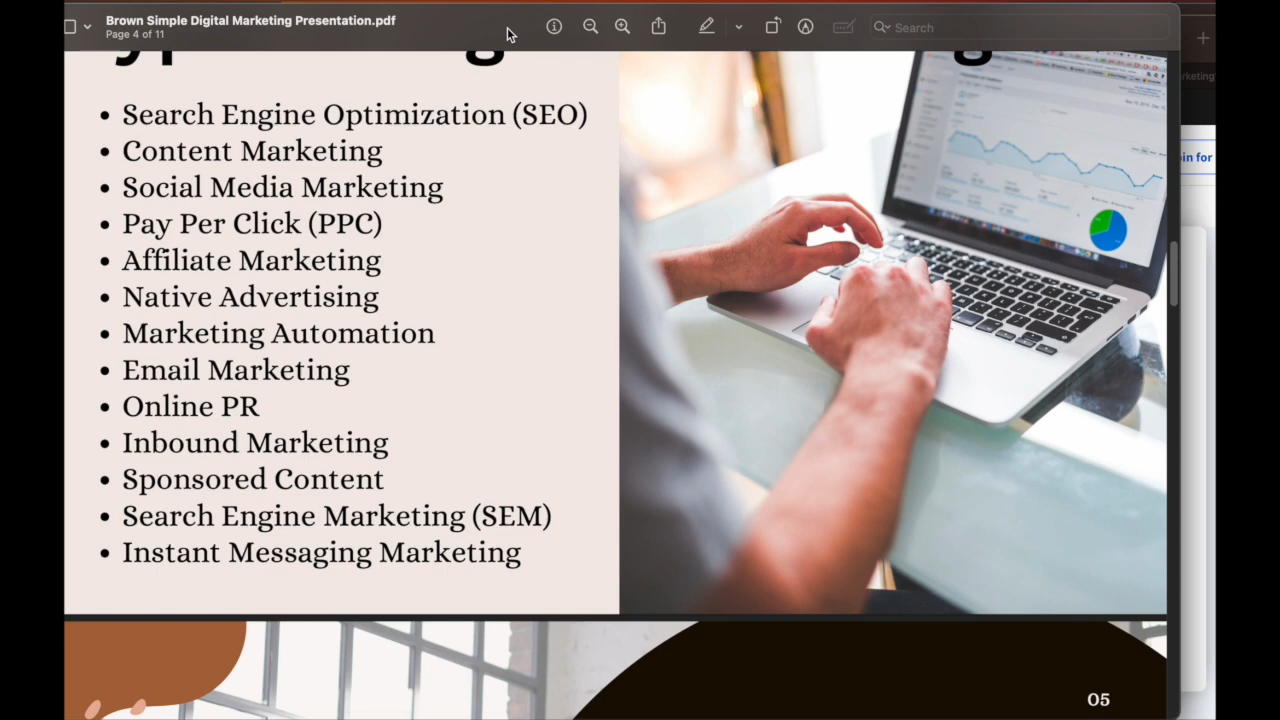 Brown Simple Digital Marketing Presentation.pdf
Page 4 of 11
Search
Search Engine Optimization (SEO)
Content Marketing
Social Media Marketing
Pay Per Click (PPC)
Affiliate Marketing
Native Advertising
Marketing Automation
Email Marketing
Online PR
Inbound Marketing
Sponsored Content
Search Engine Marketing (SEM)
Instant Messaging Marketing
05